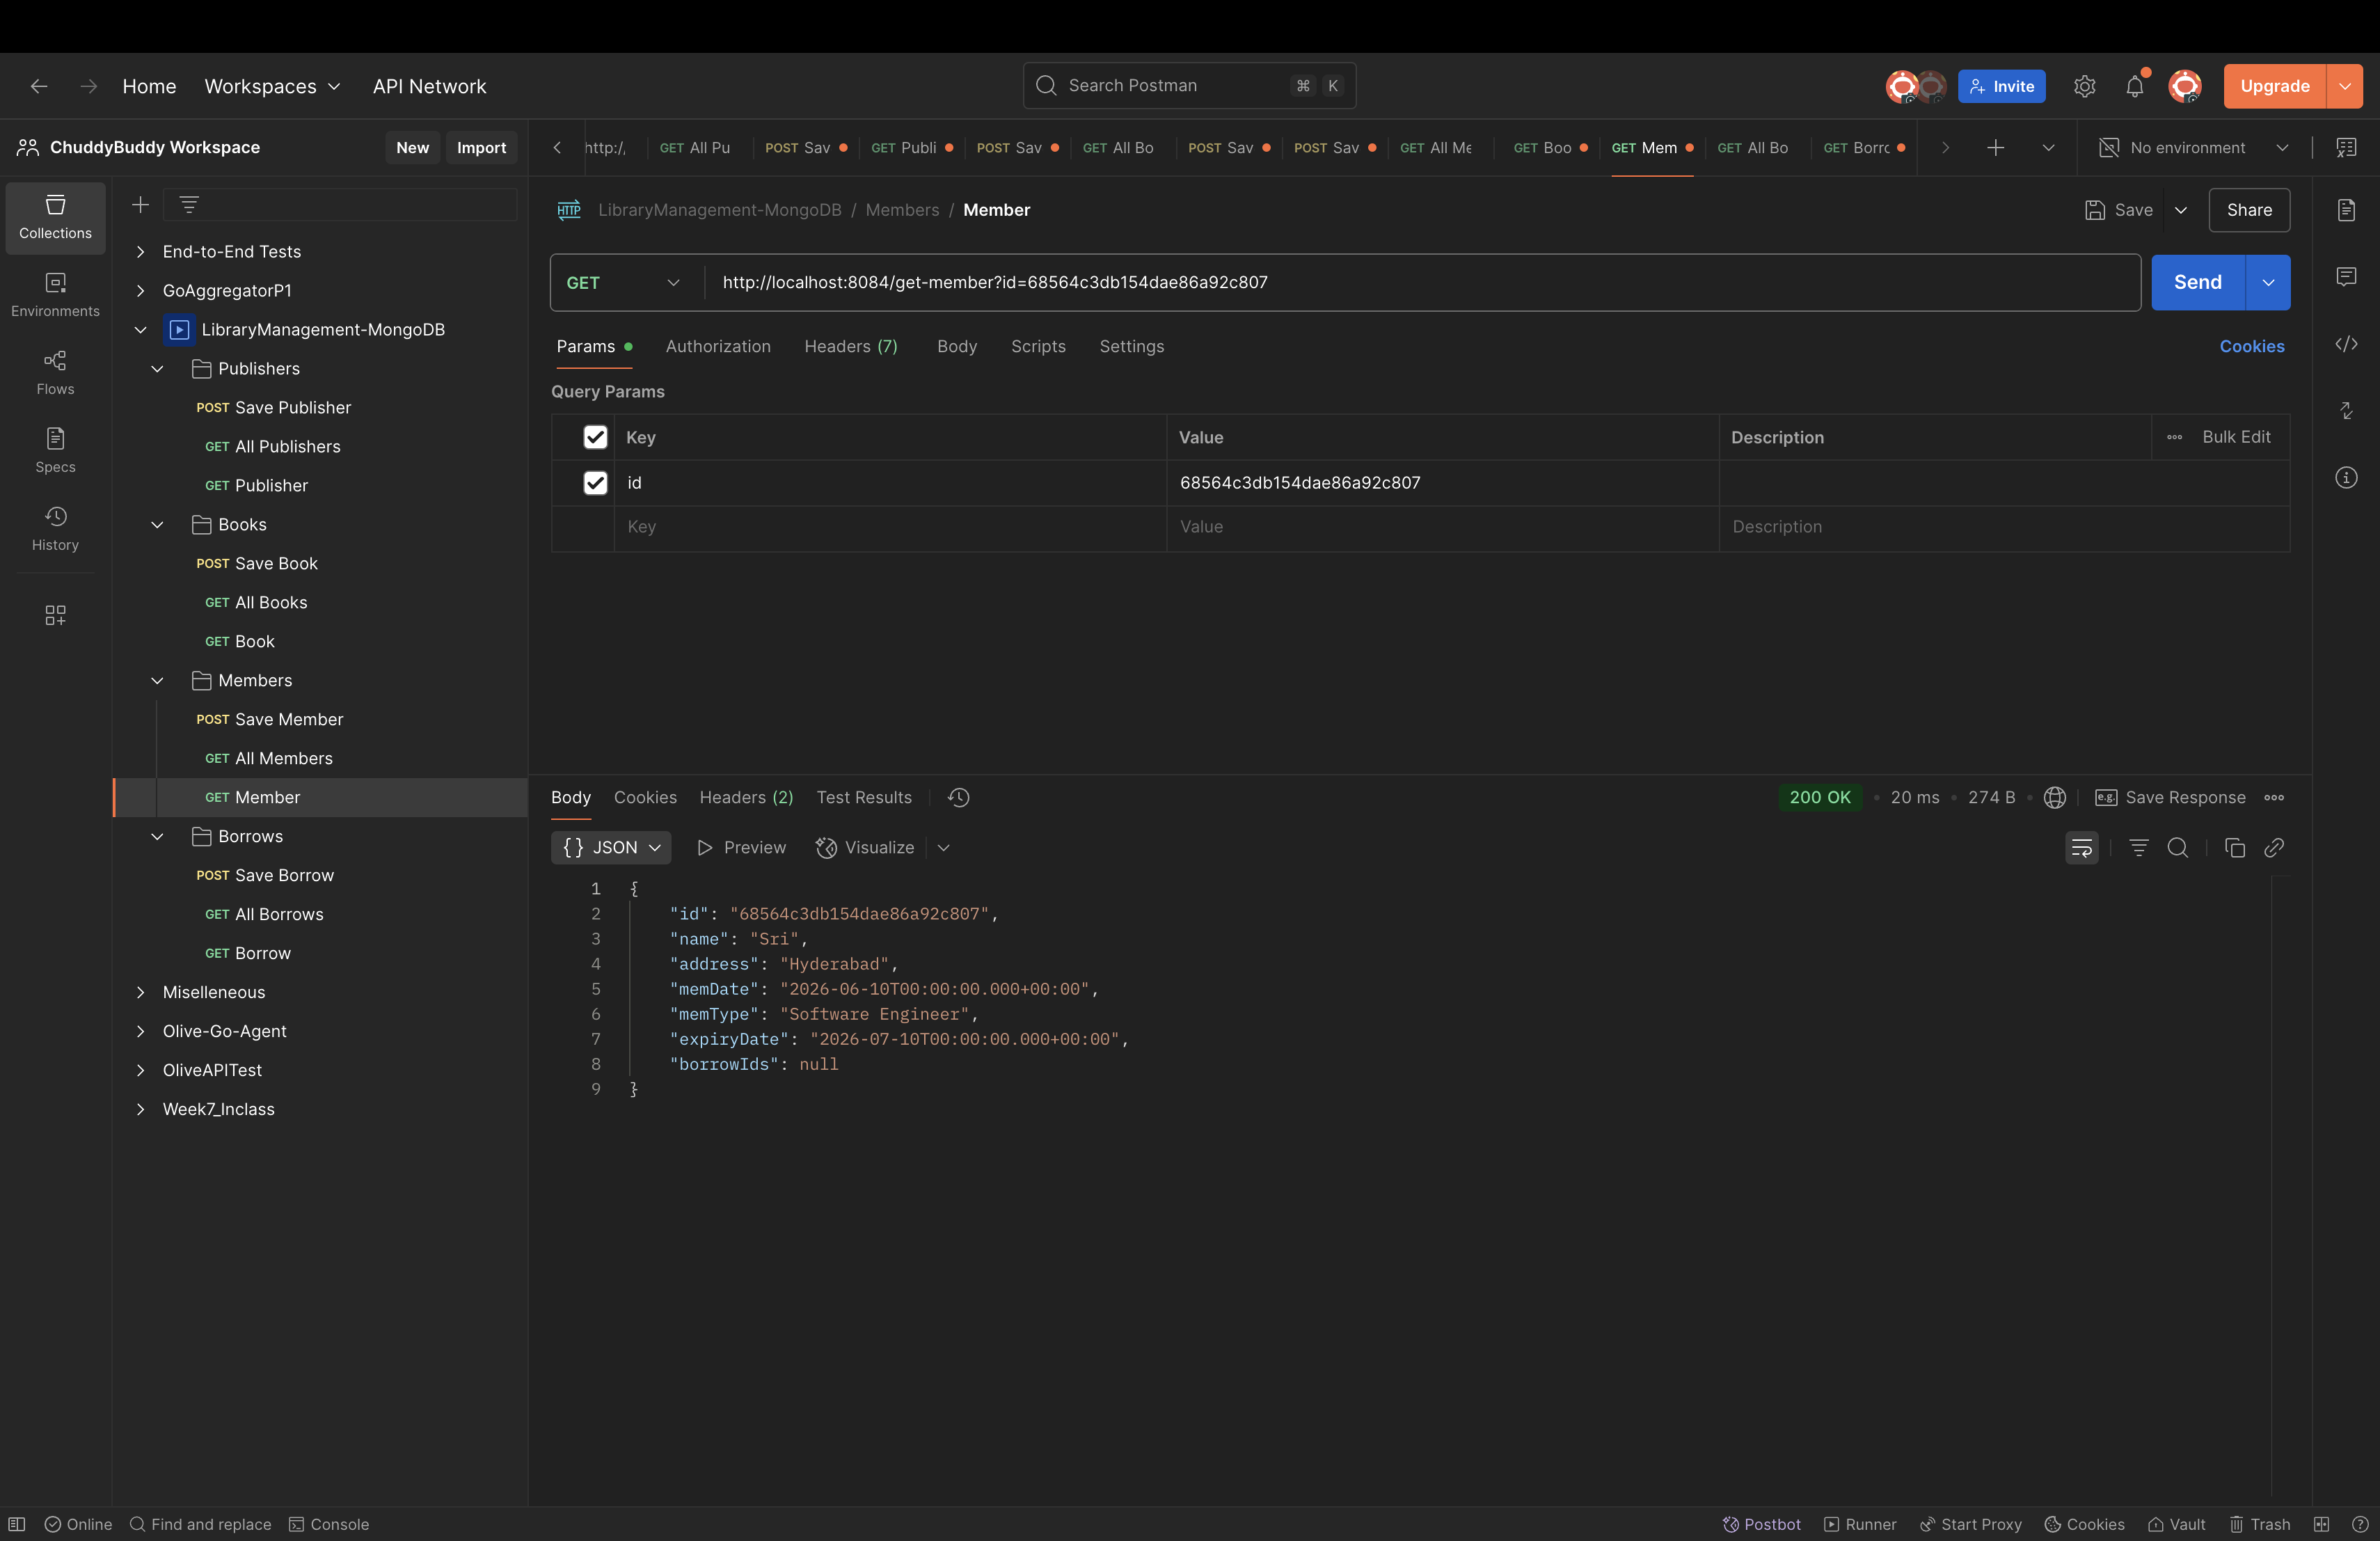 Home Workspaces API Network Search Postman ⌘ K Invite Upgrade
ChuddyBuddy Workspace New Import
http:/, GET All Pu POST Sav GET Publi POST Sav GET All Bo POST Sav POST Sav GET All Me GET Boo GET Mem GET All Bo GET Borrc No environment
Collections
Environments
Flows
Specs
History
End-to-End Tests
GoAggregatorP1
LibraryManagement-MongoDB
Publishers
POST Save Publisher
GET All Publishers
GET Publisher
Books
POST Save Book
GET All Books
GET Book
Members
POST Save Member
GET All Members
GET Member
Borrows
POST Save Borrow
GET All Borrows
GET Borrow
Miselleneous
Olive-Go-Agent
OliveAPITest
Week7_Inclass
HTTP LibraryManagement-MongoDB / Members / Member Save Share
GET http://localhost:8084/get-member?id=68564c3db154dae86a92c807 Send
Params Authorization Headers (7) Body Scripts Settings Cookies
Query Params
Key Value Description Bulk Edit
id 68564c3db154dae86a92c807
Key Value Description
Body Cookies Headers (2) Test Results 200 OK 20 ms 274 B e.g. Save Response
{} JSON Preview Visualize
1 {
2 "id": "68564c3db154dae86a92c807",
3 "name": "Sri",
4 "address": "Hyderabad",
5 "memDate": "2026-06-10T00:00:00.000+00:00",
6 "memType": "Software Engineer",
7 "expiryDate": "2026-07-10T00:00:00.000+00:00",
8 "borrowIds": null
9 }
Online Find and replace Console Postbot Runner Start Proxy Cookies Vault Trash